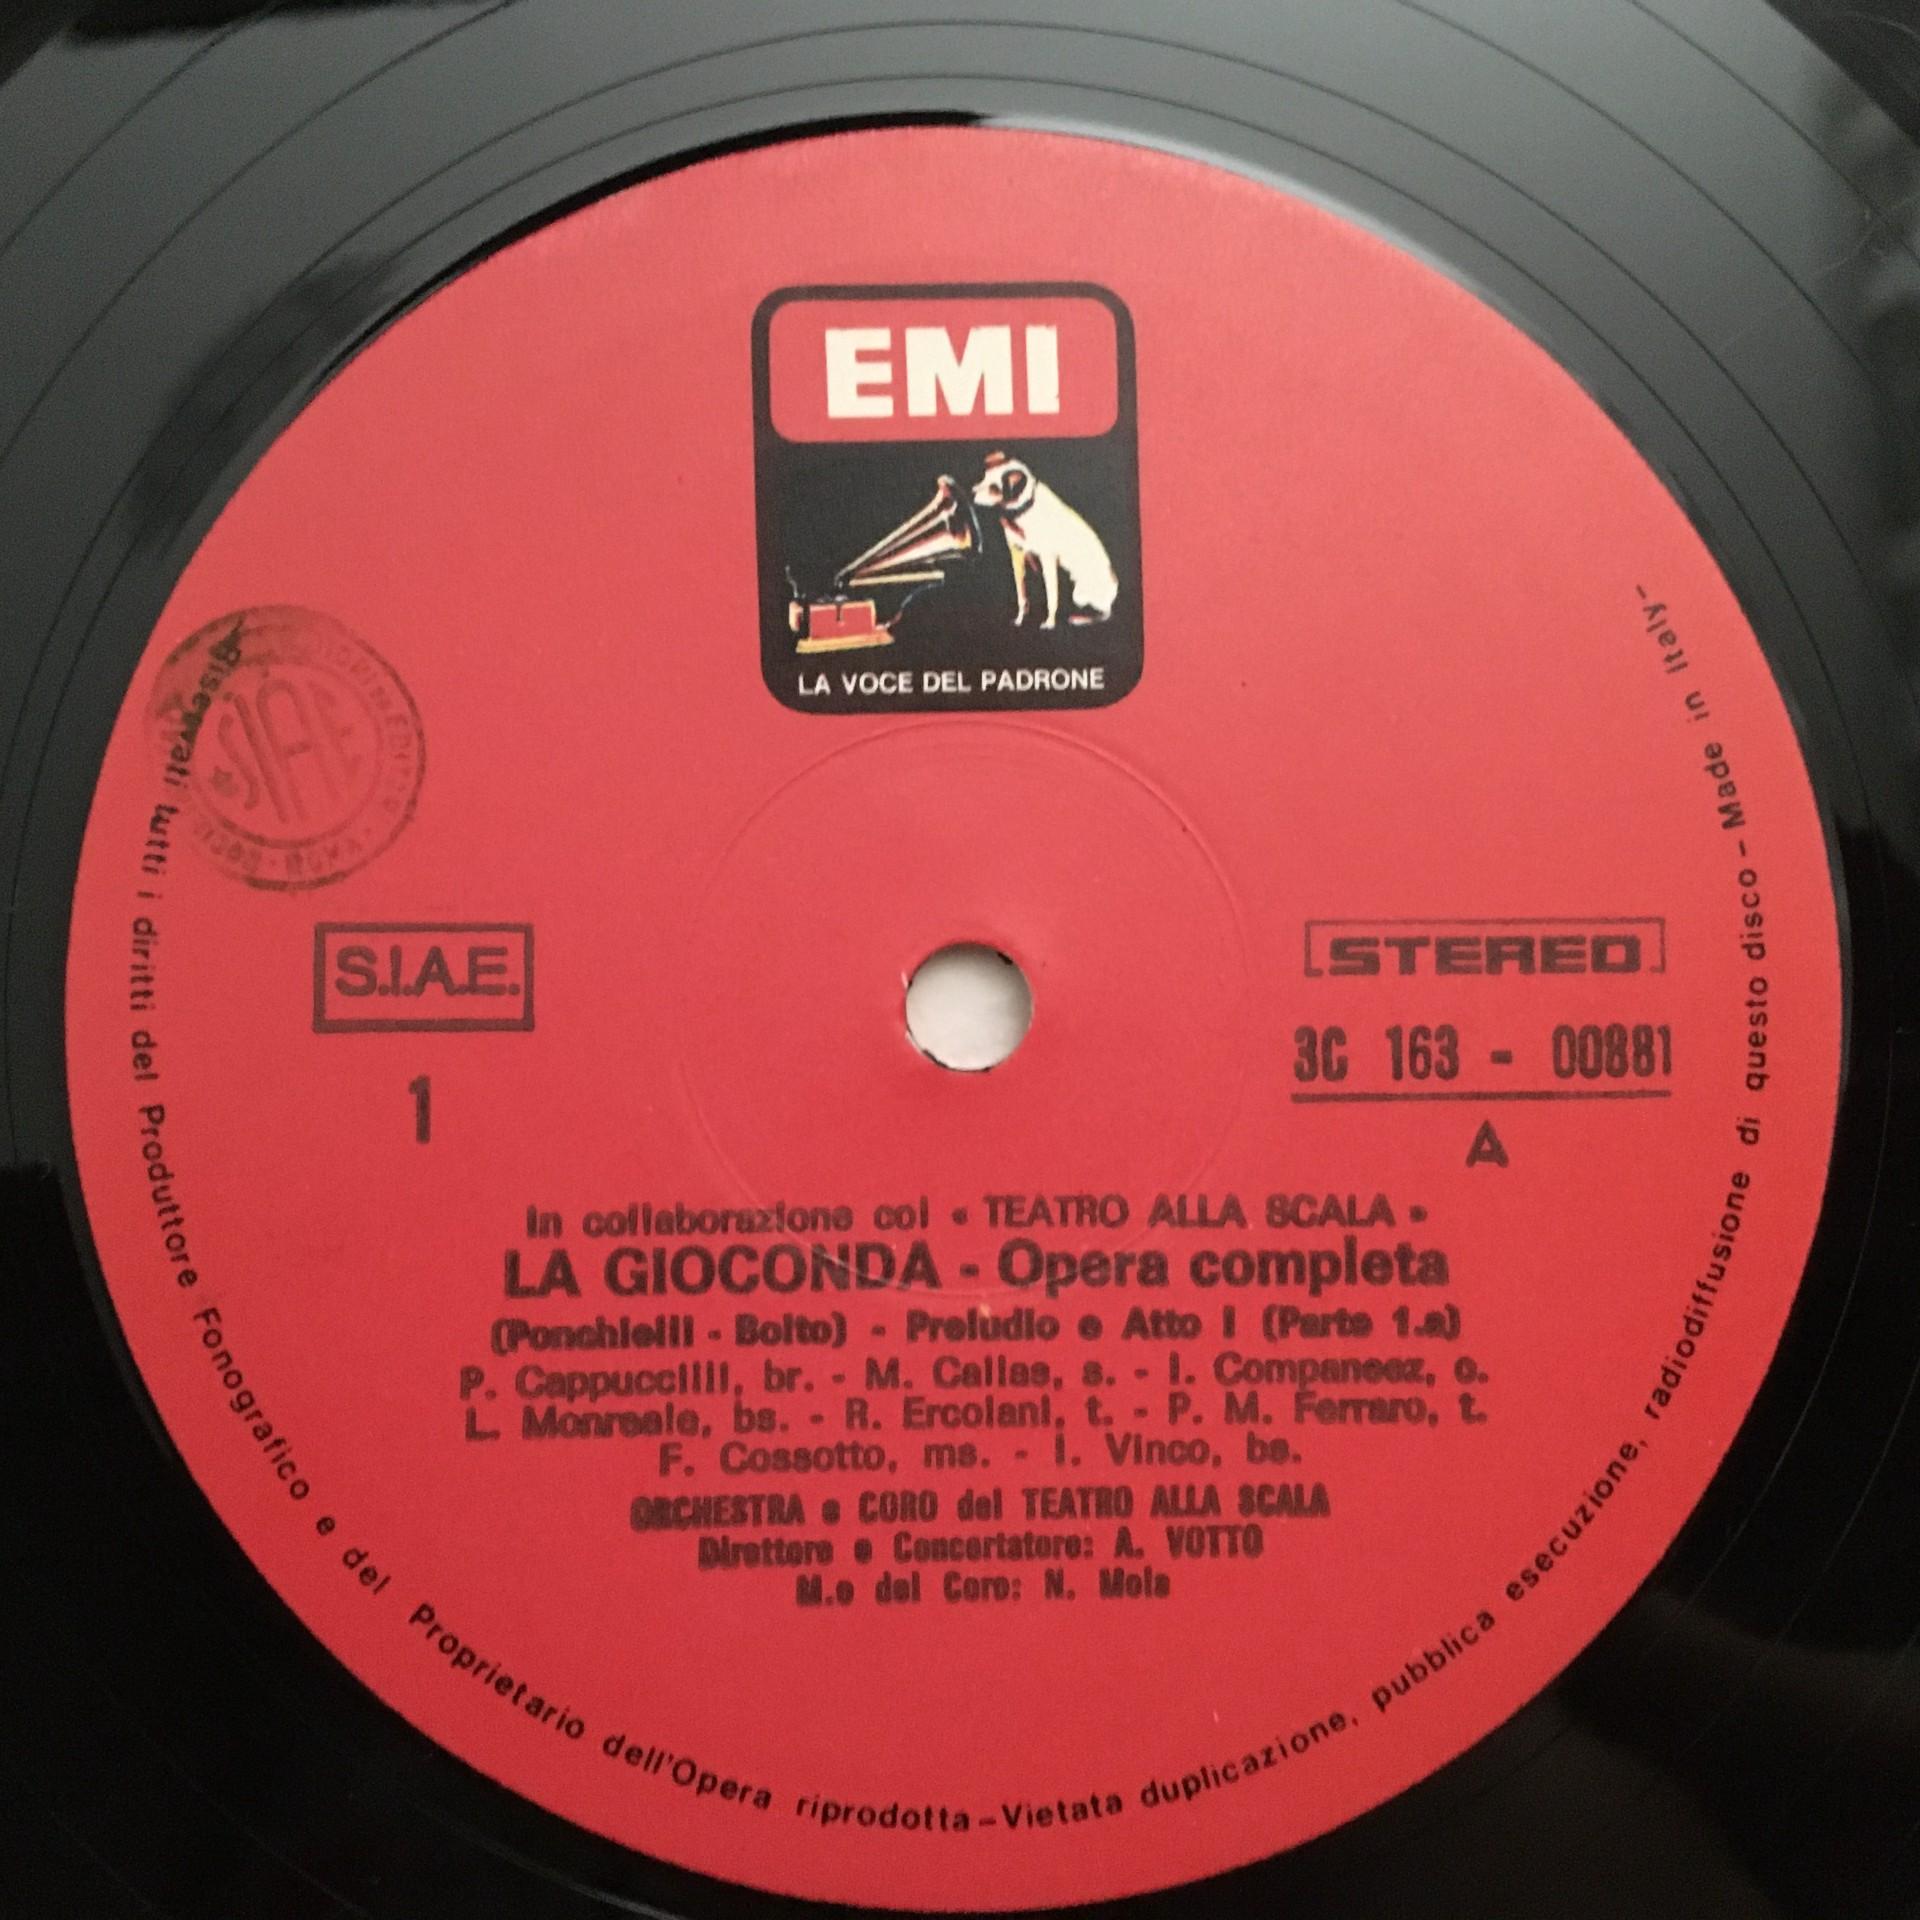 EMI
LA VOCE DEL PADRONE
SIAE
ROMA
S.I.A.E.
1
STEREO
3C 163 - 00881
A
In collaborazione col « TEATRO ALLA SCALA »
LA GIOCONDA - Opera completa
(Ponchielli - Boito) - Preludio e Atto I (Parte 1.a)
P. Cappuccilli, br. - M. Callas, s. - I. Companeez, c.
L. Monreale, bs. - R. Ercolani, t. - P. M. Ferraro, t.
F. Cossotto, ms. - I. Vinco, bs.
ORCHESTRA e CORO del TEATRO ALLA SCALA
Direttore e Concertatore: A. VOTTO
M.o del Coro: N. Mola
Riservati tutti i diritti del Produttore Fonografico e del Proprietario dell'Opera riprodotta - Vietata duplicazione, pubblica esecuzione, radiodiffusione di questo disco - Made in Italy -